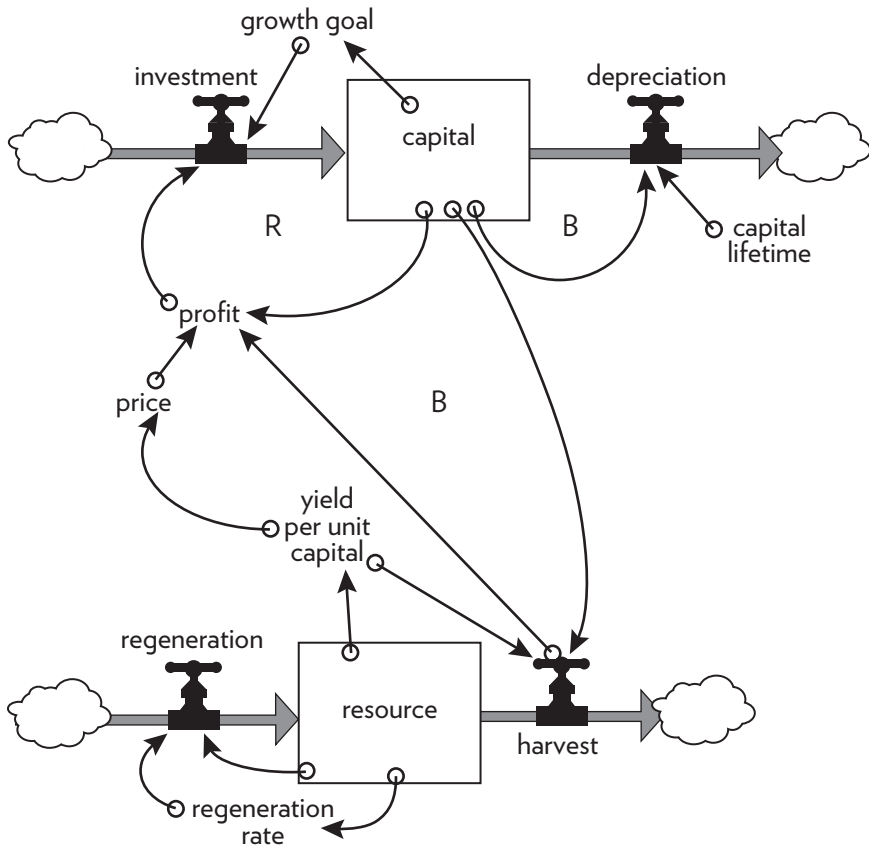 growth goal
investment
depreciation
capital
R
B
capital
lifetime
profit
price
B
yield
per unit
capital
regeneration
resource
harvest
regeneration
rate